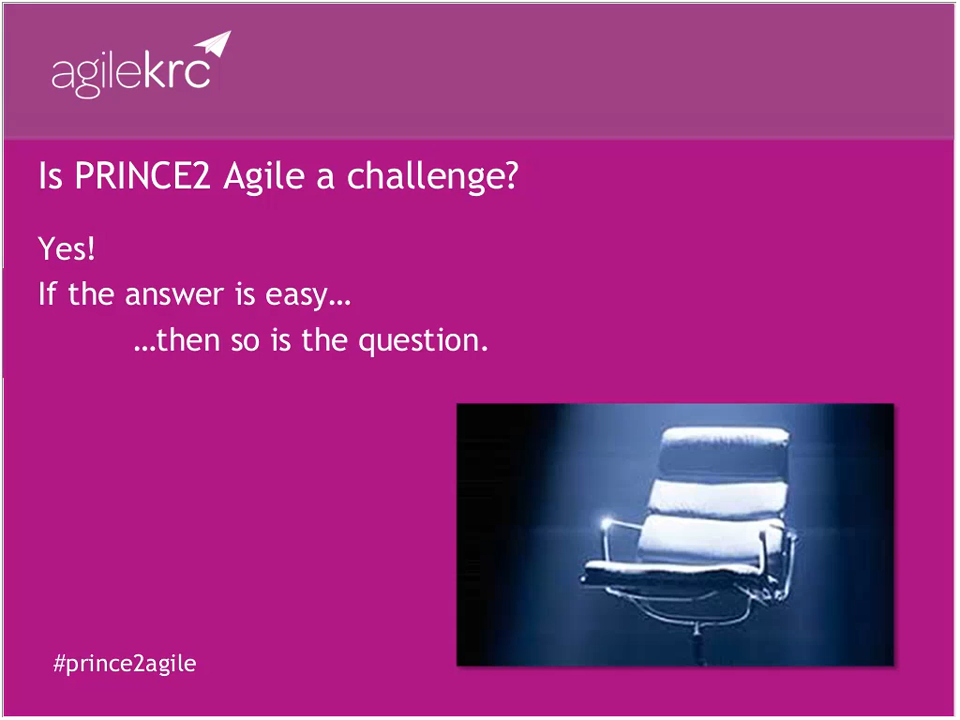 agilekrc
Is PRINCE2 Agile a challenge?
Yes!
If the answer is easy…
…then so is the question.
#prince2agile